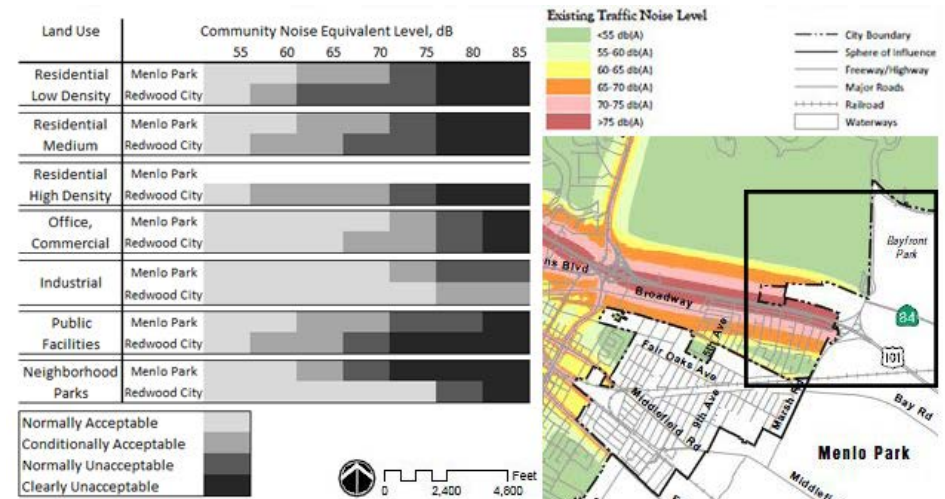 Land Use
Community Noise Equivalent Level, dB
55 60 65 70 75 80 85
Residential
Low Density
Menlo Park
Redwood City
Residential
Medium
Menlo Park
Redwood City
Residential
High Density
Menlo Park
Redwood City
Office,
Commercial
Menlo Park
Redwood City
Industrial
Menlo Park
Redwood City
Public
Facilities
Menlo Park
Redwood City
Neighborhood
Parks
Menlo Park
Redwood City
Normally Acceptable
Conditionally Acceptable
Normally Unacceptable
Clearly Unacceptable
Feet
0 2,400 4,800
Existing Traffic Noise Level
<55 db(A)
55-60 db(A)
60-65 db(A)
65-70 db(A)
70-75 db(A)
>75 db(A)
City Boundary
Sphere of Influence
Freeway/Highway
Major Roads
Railroad
Waterways
Bayfront
Park
ns Blvd
Broadway
84
101
5th Ave
Fair Oaks Ave
9th Ave
Middlefield Rd
Marsh Rd
Bay Rd
Menlo Park
Middlefi